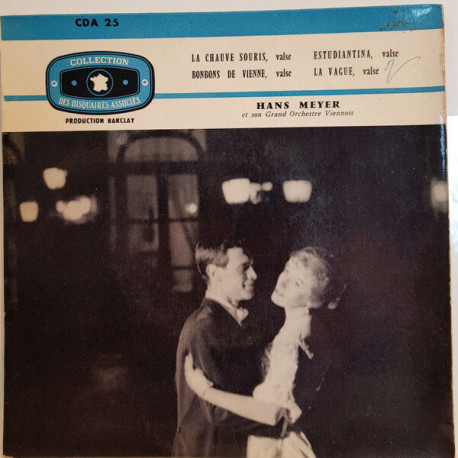 CDA 25
COLLECTION
DES DISQUAIRES ASSOCIÉS
PRODUCTION BARCLAY
LA CHAUVE SOURIS, valse
BONBONS DE VIENNE, valse
ESTUDIANTINA, valse
LA VAGUE, valse
HANS MEYER
et son Grand Orchestre Viennois